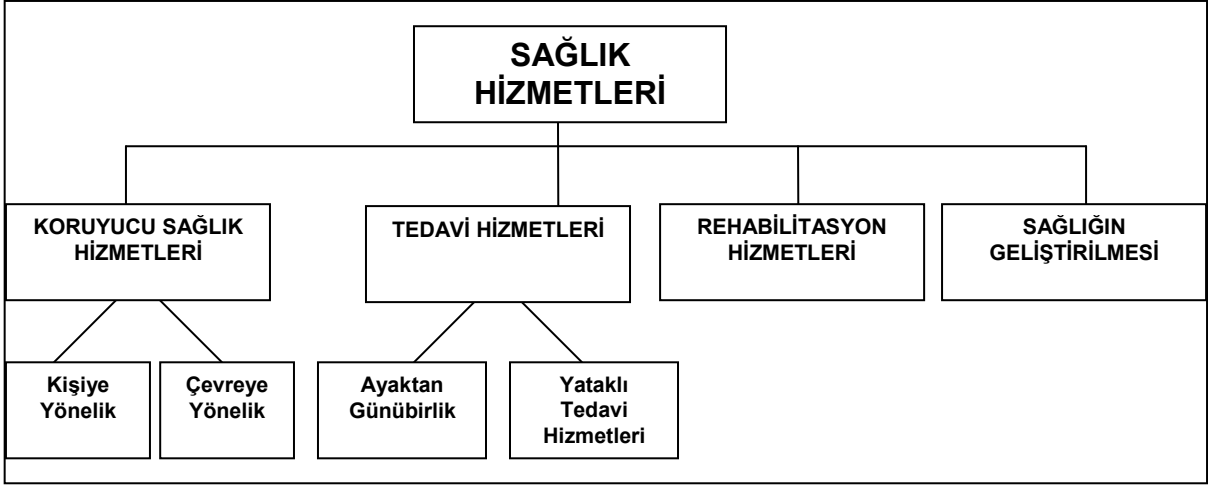 SAĞLIK
HİZMETLERİ
KORUYUCU SAĞLIK
HİZMETLERİ
TEDAVİ HİZMETLERİ
REHABİLİTASYON
HİZMETLERİ
SAĞLIĞIN
GELİŞTİRİLMESİ
Kişiye
Yönelik
Çevreye
Yönelik
Ayaktan
Günübirlik
Yataklı
Tedavi
Hizmetleri